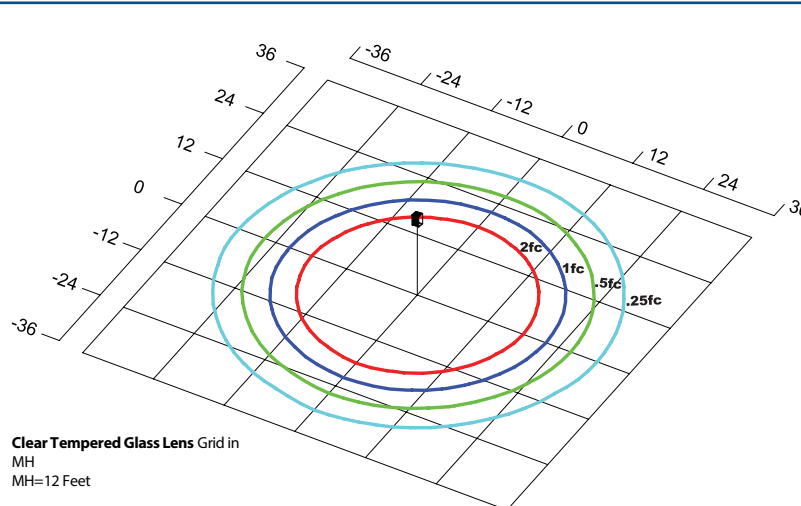 36
24
12
0
-12
-24
-36
-36
-24
-12
0
12
24
2fc
1fc
.5fc
.25fc
Clear Tempered Glass Lens Grid in
MH
MH=12 Feet